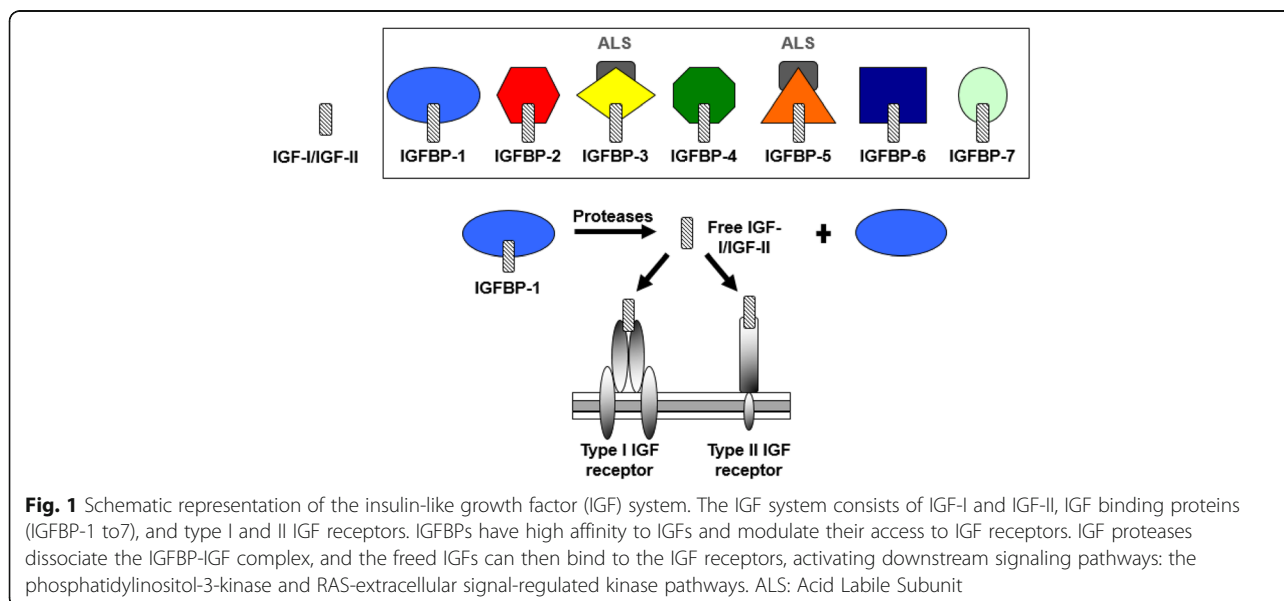 ALS ALS
IGF-I/IGF-II IGFBP-1 IGFBP-2 IGFBP-3 IGFBP-4 IGFBP-5 IGFBP-6 IGFBP-7
Proteases
Free IGF-
I/IGF-II
+
IGFBP-1
Type I IGF
receptor
Type II IGF
receptor
Fig. 1 Schematic representation of the insulin-like growth factor (IGF) system. The IGF system consists of IGF-I and IGF-II, IGF binding proteins
(IGFBP-1 to7), and type I and II IGF receptors. IGFBPs have high affinity to IGFs and modulate their access to IGF receptors. IGF proteases
dissociate the IGFBP-IGF complex, and the freed IGFs can then bind to the IGF receptors, activating downstream signaling pathways: the
phosphatidylinositol-3-kinase and RAS-extracellular signal-regulated kinase pathways. ALS: Acid Labile Subunit